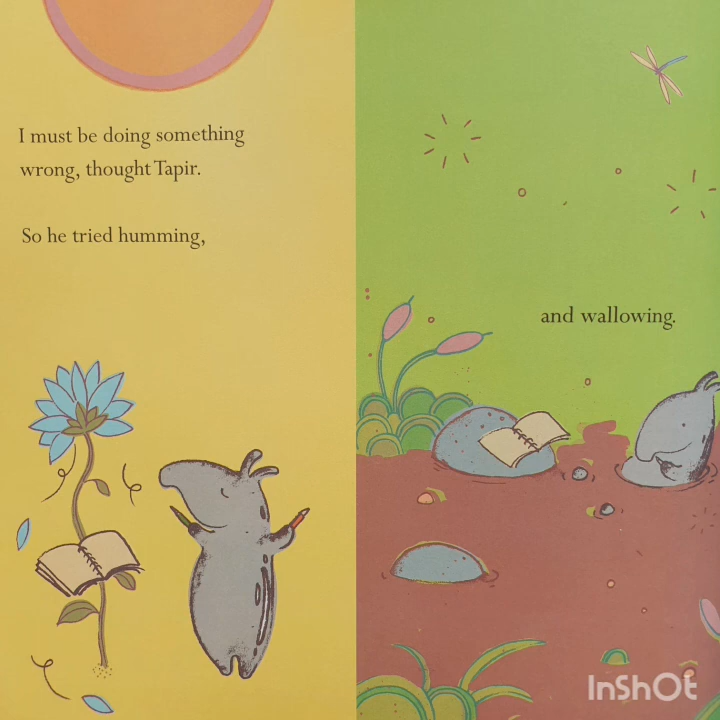 I must be doing something
wrong, thought Tapir.
So he tried humming,
and wallowing.
InShOt